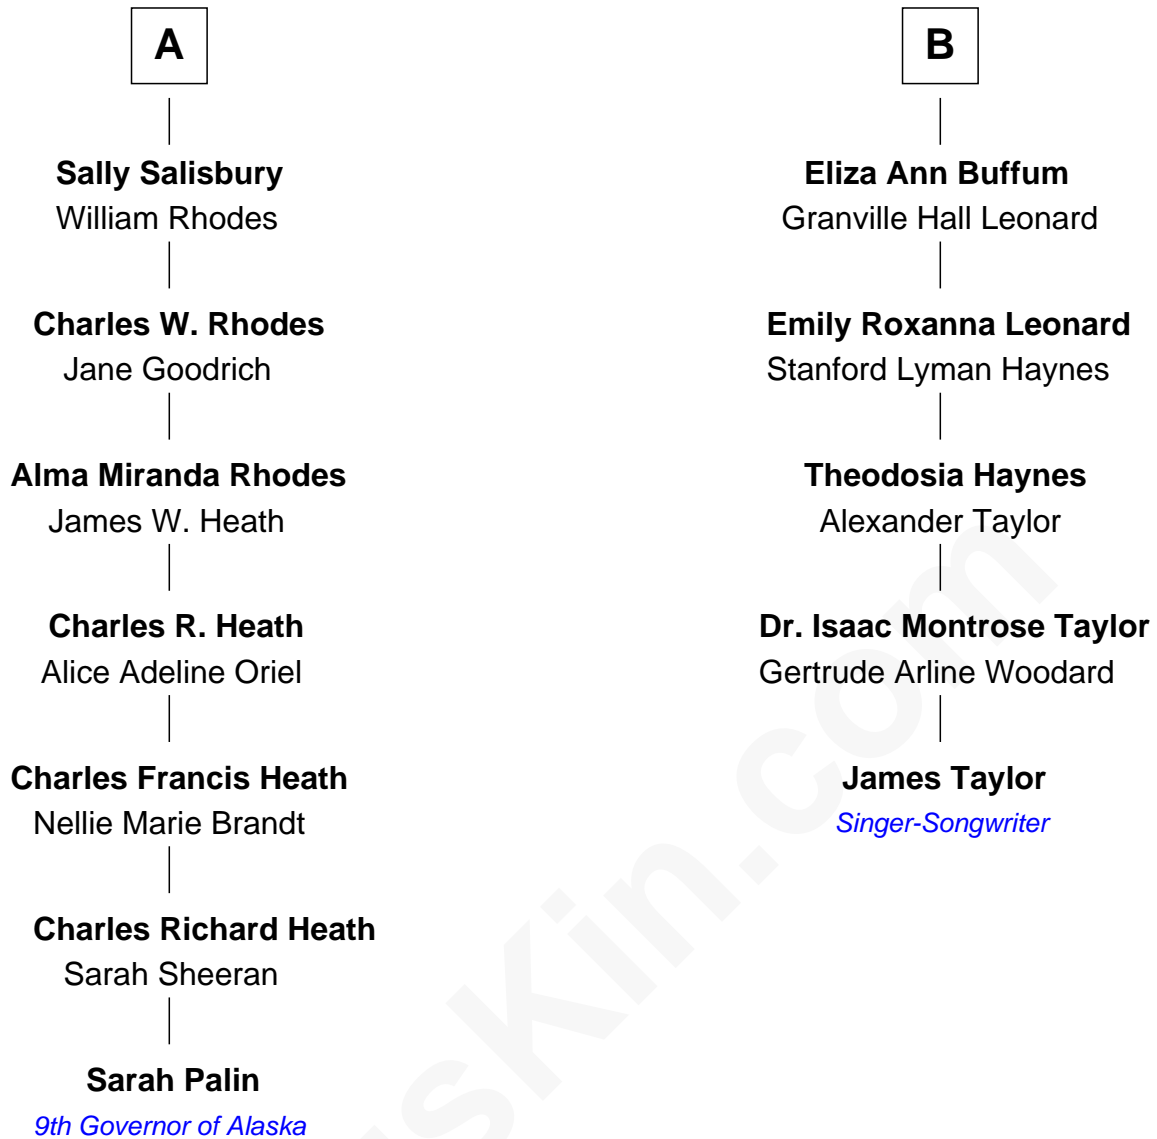 A
Sally Salisbury
William Rhodes
Charles W. Rhodes
Jane Goodrich
Alma Miranda Rhodes
James W. Heath
Charles R. Heath
Alice Adeline Oriel
Charles Francis Heath
Nellie Marie Brandt
Charles Richard Heath
Sarah Sheeran
Sarah Palin
9th Governor of Alaska
B
Eliza Ann Buffum
Granville Hall Leonard
Emily Roxanna Leonard
Stanford Lyman Haynes
Theodosia Haynes
Alexander Taylor
Dr. Isaac Montrose Taylor
Gertrude Arline Woodard
James Taylor
Singer-Songwriter